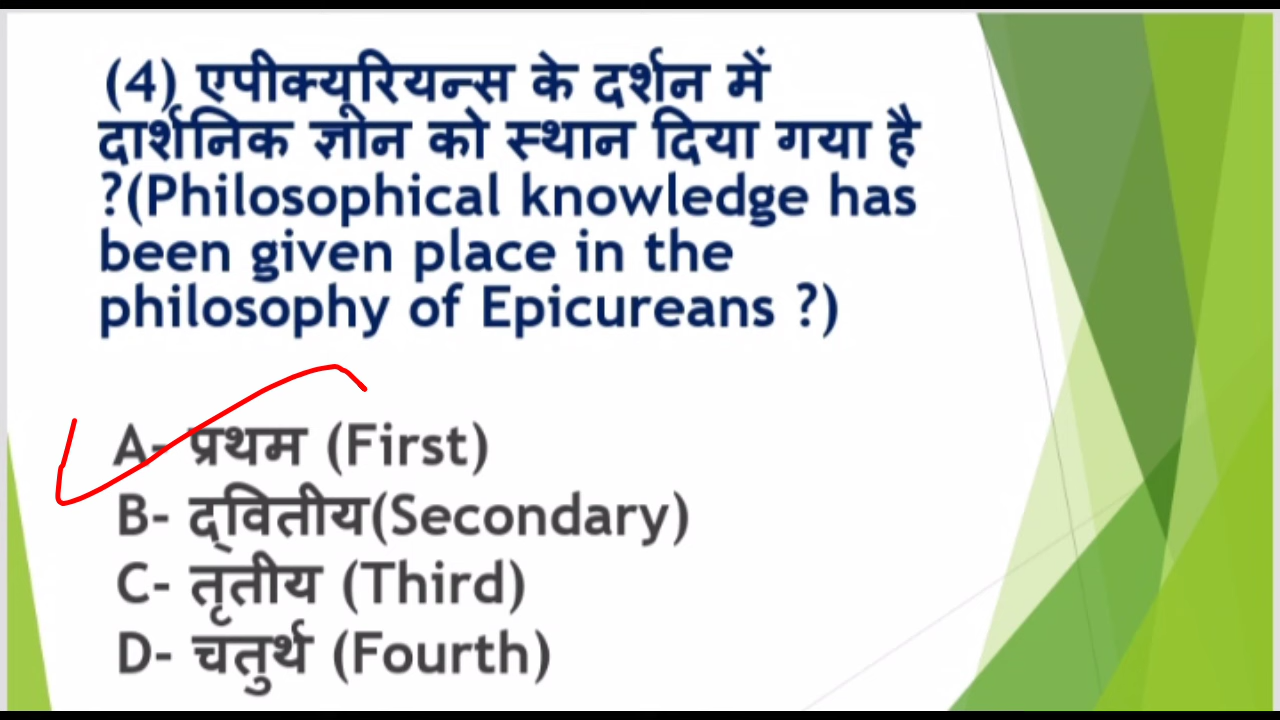 (4) एपीक्यूरियन्स के दर्शन में
दार्शनिक ज्ञान को स्थान दिया गया है
?(Philosophical knowledge has
been given place in the
philosophy of Epicureans ?)
A- प्रथम (First)
B- द्वितीय(Secondary)
C- तृतीय (Third)
D- चतुर्थ (Fourth)